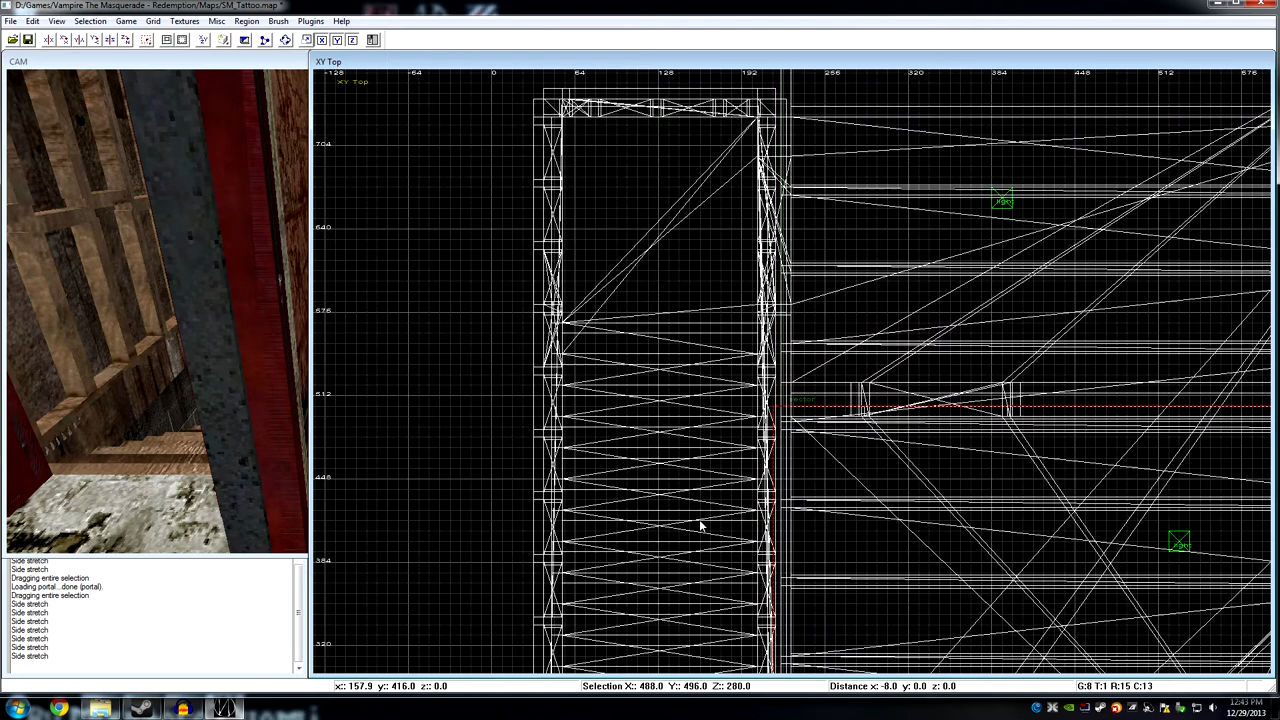 D:/Games/Vampire The Masquerade - Redemption/Maps/SM_Tattoo.map *
File Edit View Selection Game Grid Textures Misc Region Brush Plugins Help
CAM
XY Top
-128 -64 0 64 128 192 256 320 384 448 512 576
XY Top
704
640
light
576
512
sector
448
light
384
320
Side stretch
Side stretch
Dragging entire selection
Loading portal...done (portal).
Dragging entire selection
Side stretch
Side stretch
Side stretch
Side stretch
Side stretch
Side stretch
Side stretch
x:: 157.9 y:: 416.0 z:: 0.0
Selection X:: 488.0 Y:: 496.0 Z:: 280.0
Distance x: -8.0 y: 0.0 z: 0.0
G:8 T:1 R:15 C:13
12:43 PM
12/29/2013